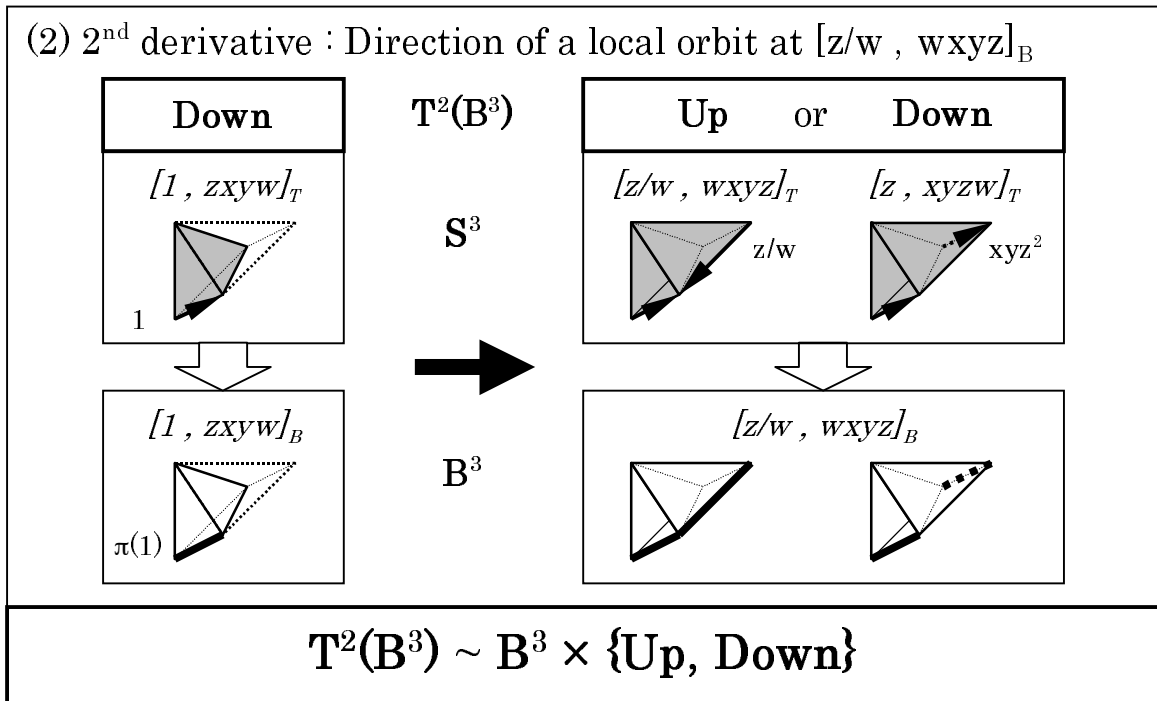 (2) 2nd derivative : Direction of a local orbit at [z/w , wxyz]B
Down
T²(B³)
Up or Down
[1 , zxyw]T
S³
[z/w , wxyz]T
[z , xyzw]T
z/w
xyz²
1
[1 , zxyw]B
B³
[z/w , wxyz]B
π(1)
T²(B³) ~ B³ × {Up, Down}